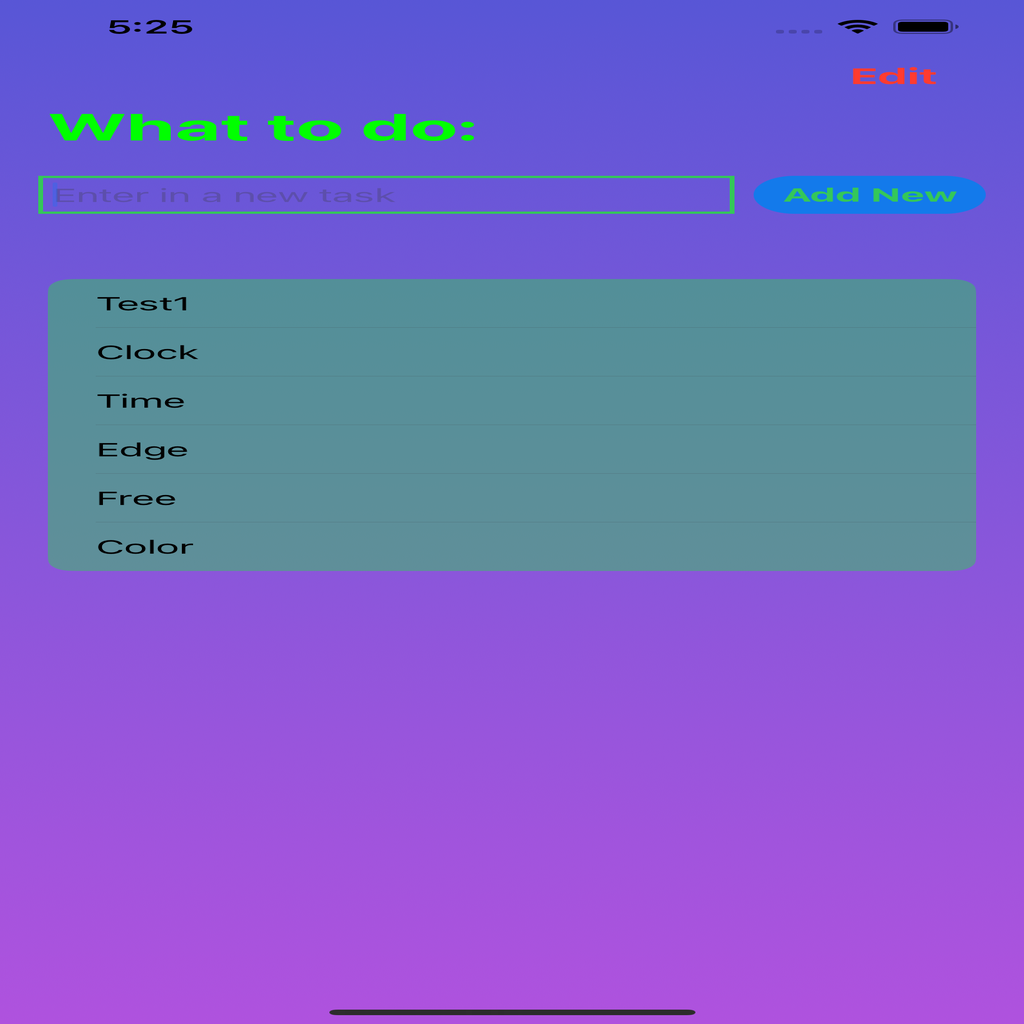 5:25
Edit
What to do:
Enter in a new task
Add New
Test1
Clock
Time
Edge
Free
Color